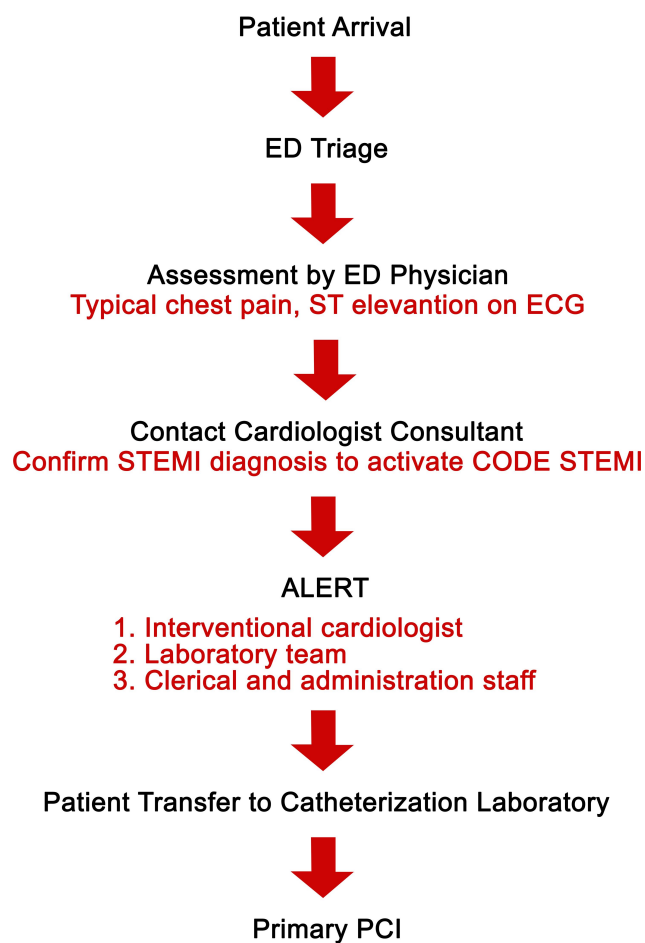 Patient Arrival
ED Triage
Assessment by ED Physician
Typical chest pain, ST elevantion on ECG
Contact Cardiologist Consultant
Confirm STEMI diagnosis to activate CODE STEMI
ALERT
1. Interventional cardiologist
2. Laboratory team
3. Clerical and administration staff
Patient Transfer to Catheterization Laboratory
Primary PCI